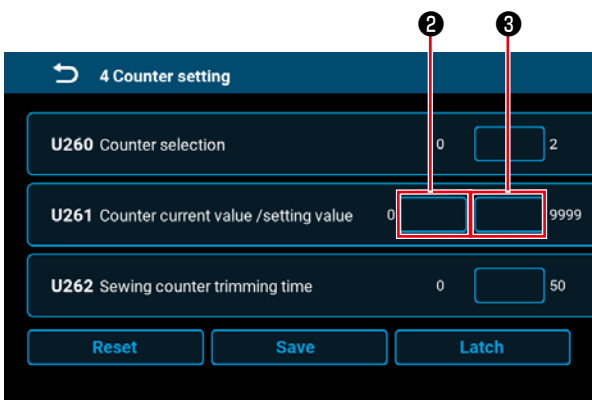 ❷ ❸
4 Counter setting
U260 Counter selection 0 2
U261 Counter current value /setting value 0 9999
U262 Sewing counter trimming time 0 50
Reset Save Latch